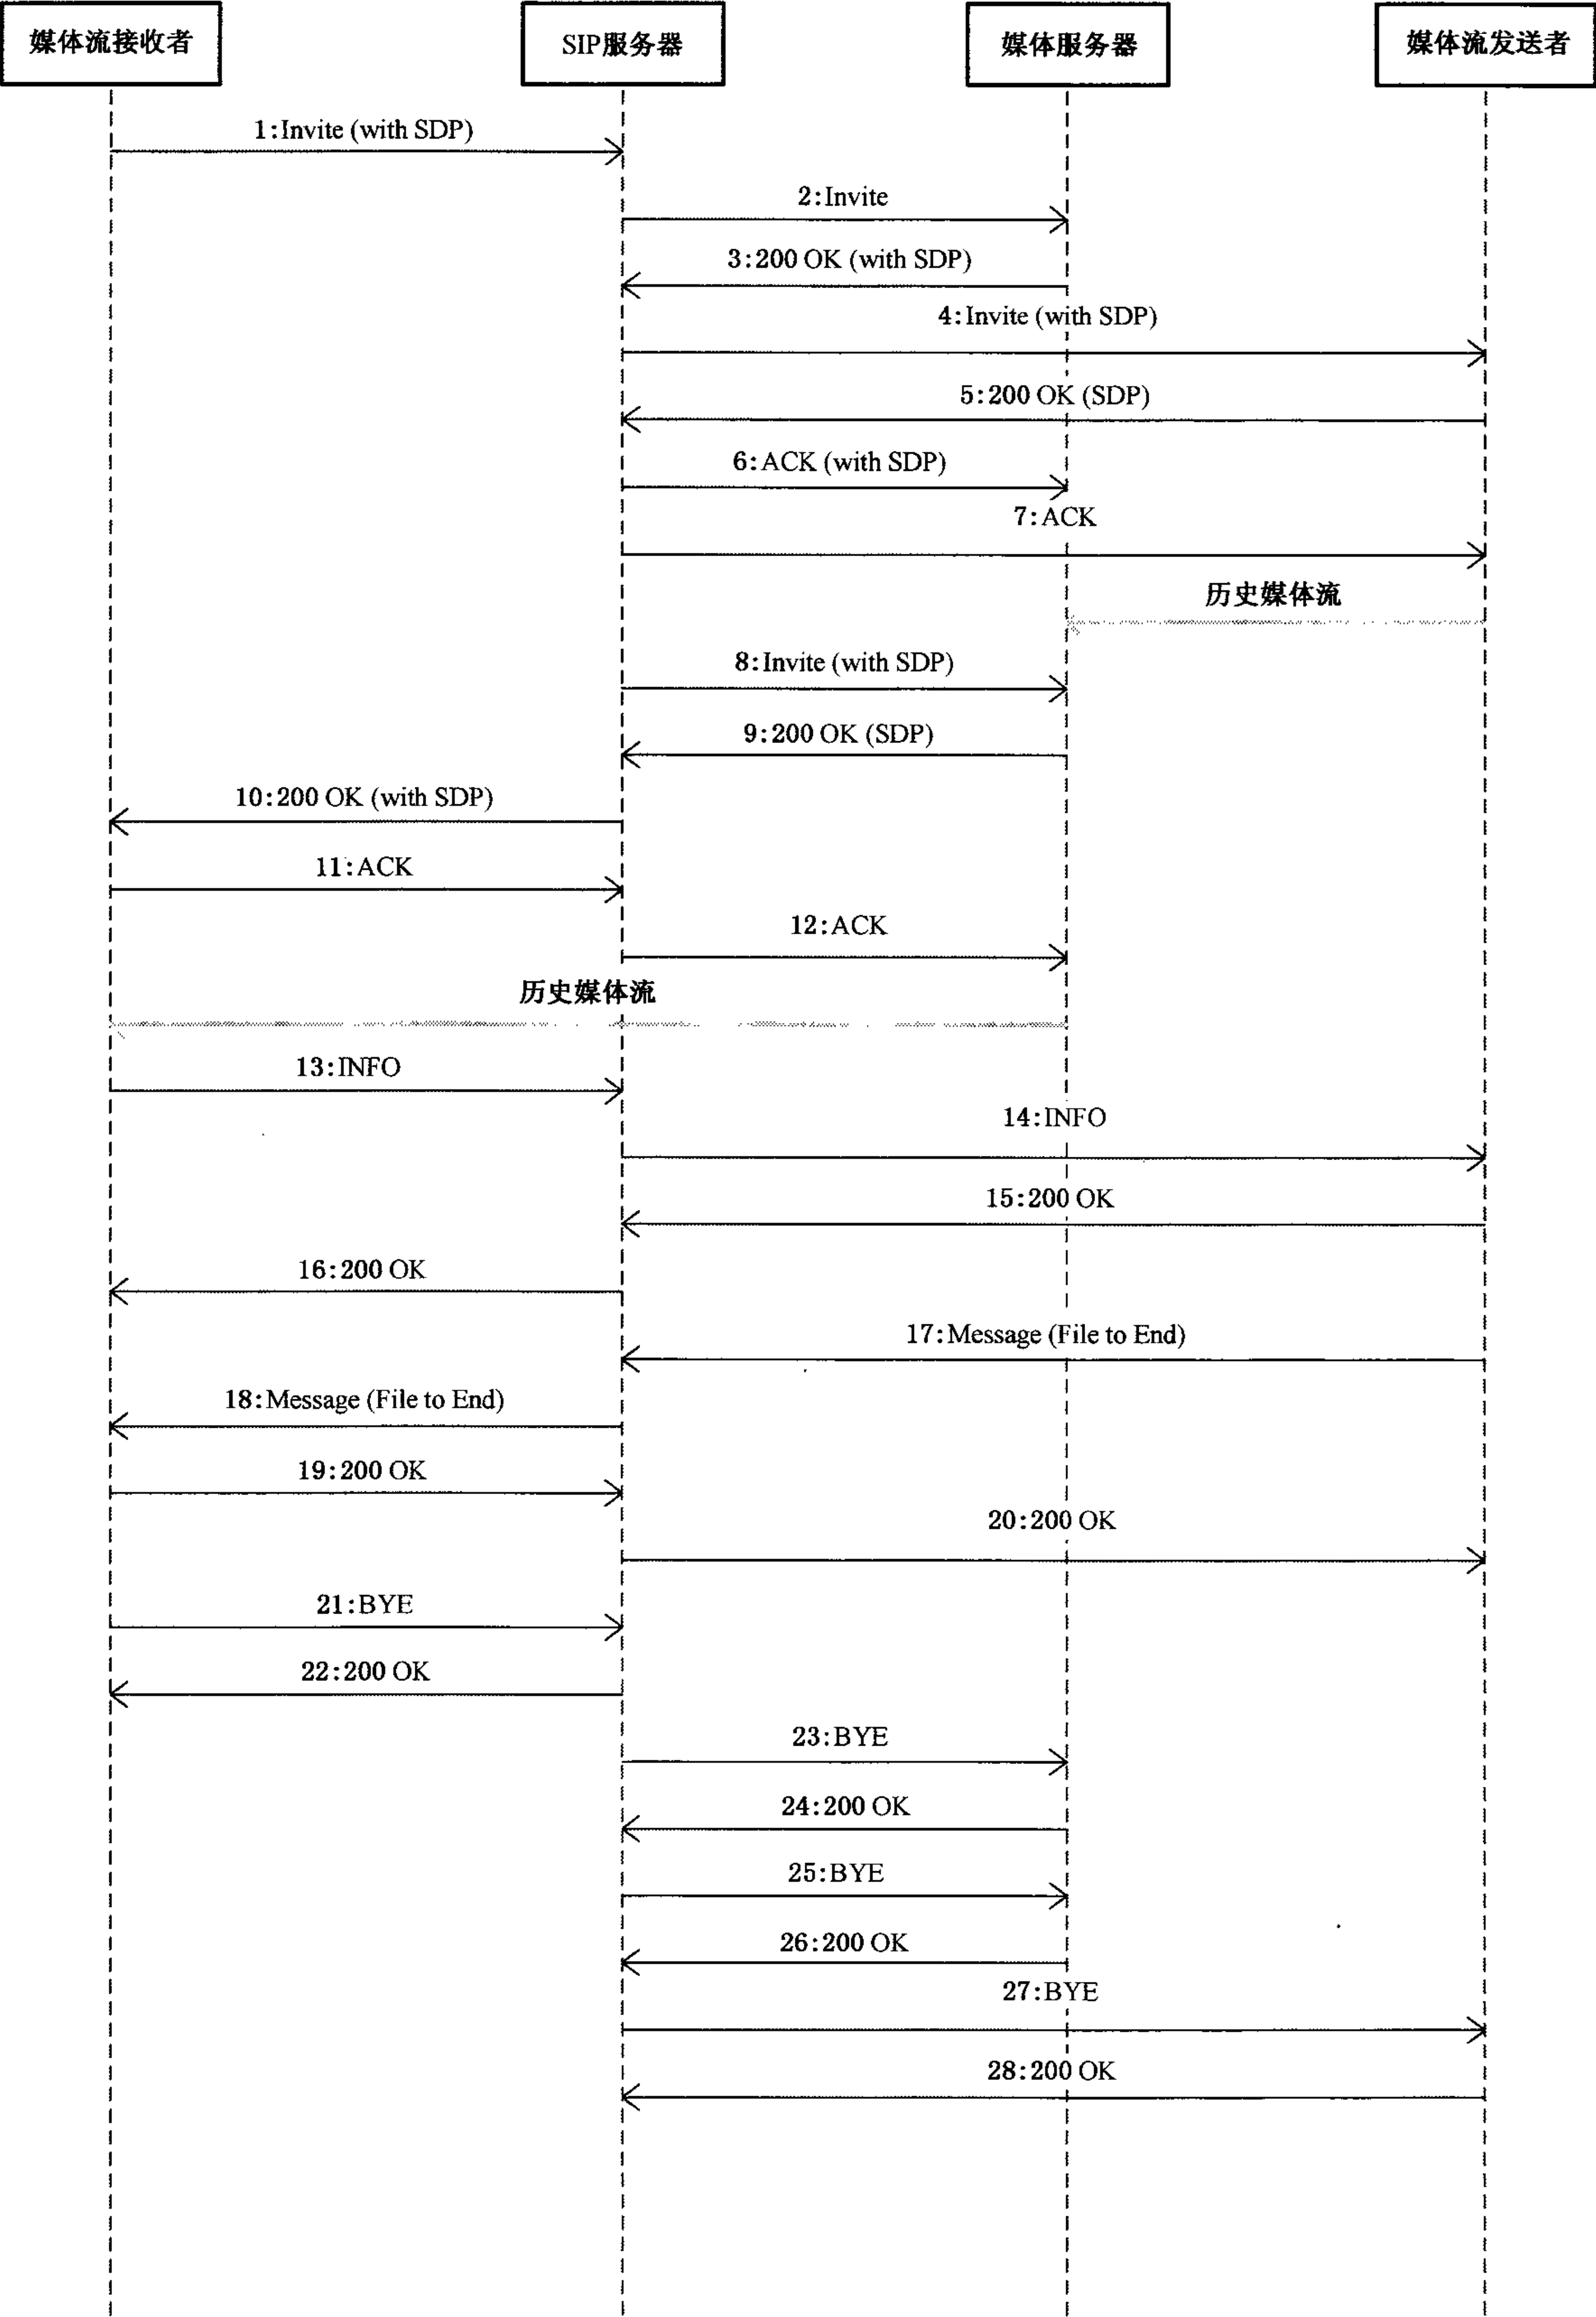 媒体流接收者
SIP服务器
媒体服务器
媒体流发送者
1:Invite (with SDP)
2:Invite
3:200 OK (with SDP)
4:Invite (with SDP)
5:200 OK (SDP)
6:ACK (with SDP)
7:ACK
历史媒体流
8:Invite (with SDP)
9:200 OK (SDP)
10:200 OK (with SDP)
11:ACK
12:ACK
历史媒体流
13:INFO
14:INFO
15:200 OK
16:200 OK
17:Message (File to End)
18:Message (File to End)
19:200 OK
20:200 OK
21:BYE
22:200 OK
23:BYE
24:200 OK
25:BYE
26:200 OK
27:BYE
28:200 OK